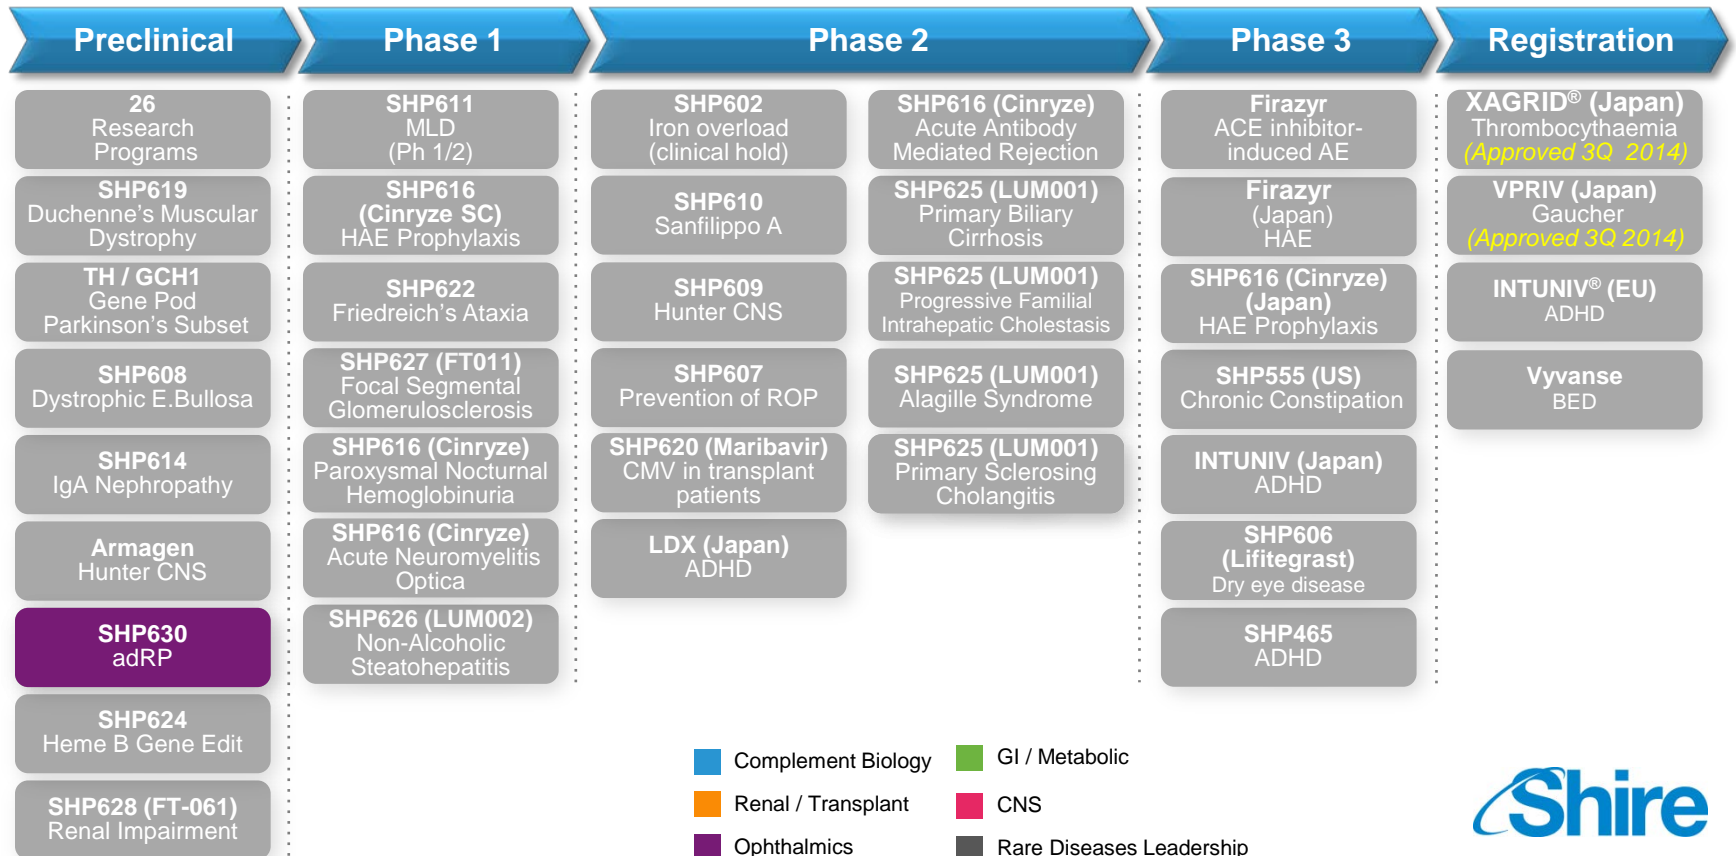 Preclinical
Phase 1
Phase 2
Phase 3
Registration
26
Research
Programs
SHP619
Duchenne's Muscular
Dystrophy
TH / GCH1
Gene Pod
Parkinson's Subset
SHP608
Dystrophic E.Bullosa
SHP614
IgA Nephropathy
Armagen
Hunter CNS
SHP630
adRP
SHP624
Heme B Gene Edit
SHP628 (FT-061)
Renal Impairment
SHP611
MLD
(Ph 1/2)
SHP616
(Cinryze SC)
HAE Prophylaxis
SHP622
Friedreich's Ataxia
SHP627 (FT011)
Focal Segmental
Glomerulosclerosis
SHP616 (Cinryze)
Paroxysmal Nocturnal
Hemoglobinuria
SHP616 (Cinryze)
Acute Neuromyelitis
Optica
SHP626 (LUM002)
Non-Alcoholic
Steatohepatitis
SHP602
Iron overload
(clinical hold)
SHP610
Sanfilippo A
SHP609
Hunter CNS
SHP607
Prevention of ROP
SHP620 (Maribavir)
CMV in transplant
patients
LDX (Japan)
ADHD
SHP616 (Cinryze)
Acute Antibody
Mediated Rejection
SHP625 (LUM001)
Primary Biliary
Cirrhosis
SHP625 (LUM001)
Progressive Familial
Intrahepatic Cholestasis
SHP625 (LUM001)
Alagille Syndrome
SHP625 (LUM001)
Primary Sclerosing
Cholangitis
Firazyr
ACE inhibitor-
induced AE
Firazyr
(Japan)
HAE
SHP616 (Cinryze)
(Japan)
HAE Prophylaxis
SHP555 (US)
Chronic Constipation
INTUNIV (Japan)
ADHD
SHP606
(Lifitegrast)
Dry eye disease
SHP465
ADHD
XAGRID® (Japan)
Thrombocythaemia
(Approved 3Q 2014)
VPRIV (Japan)
Gaucher
(Approved 3Q 2014)
INTUNIV® (EU)
ADHD
Vyvanse
BED
Complement Biology
Renal / Transplant
Ophthalmics
GI / Metabolic
CNS
Rare Diseases Leadership
Shire